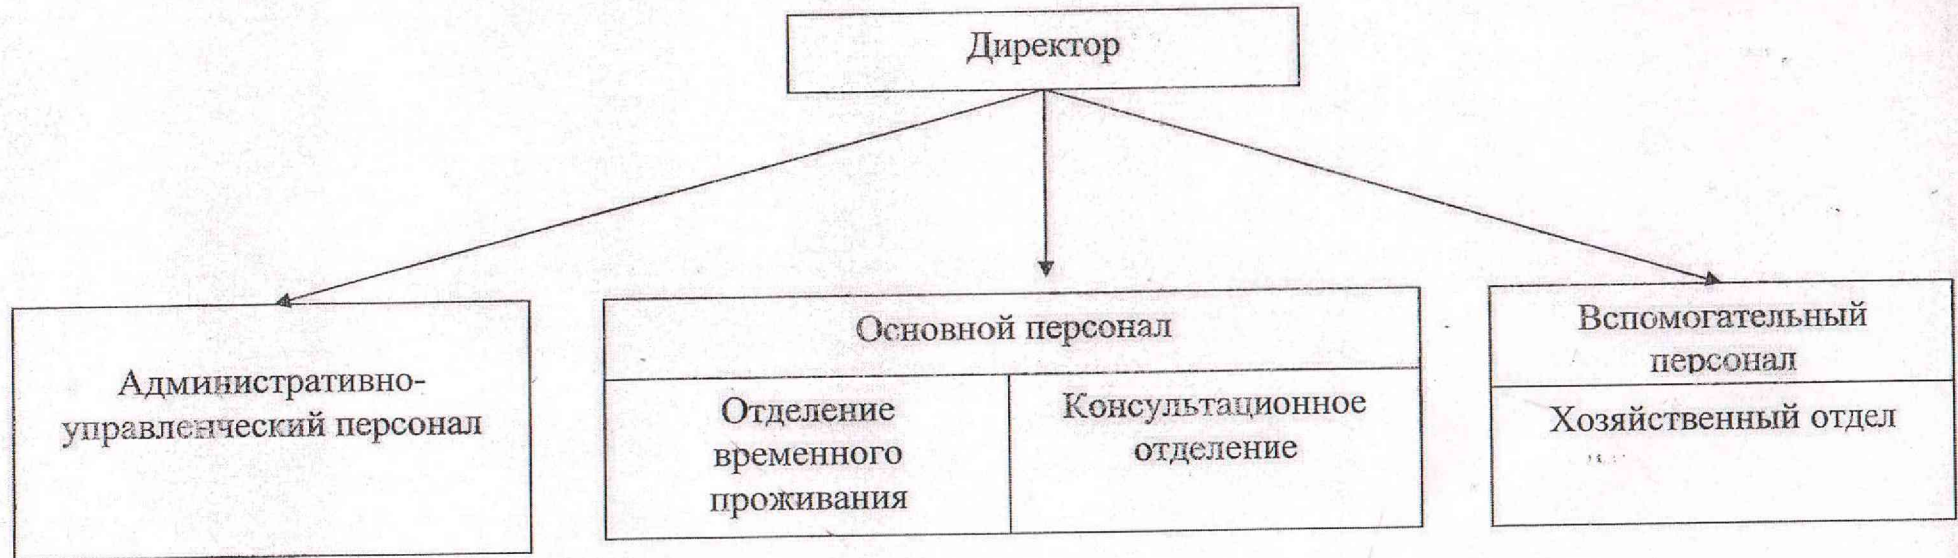 Директор
Административно-
управленческий персонал
Основной персонал
Отделение
временного
проживания
Консультационное
отделение
Вспомогательный
персонал
Хозяйственный отдел